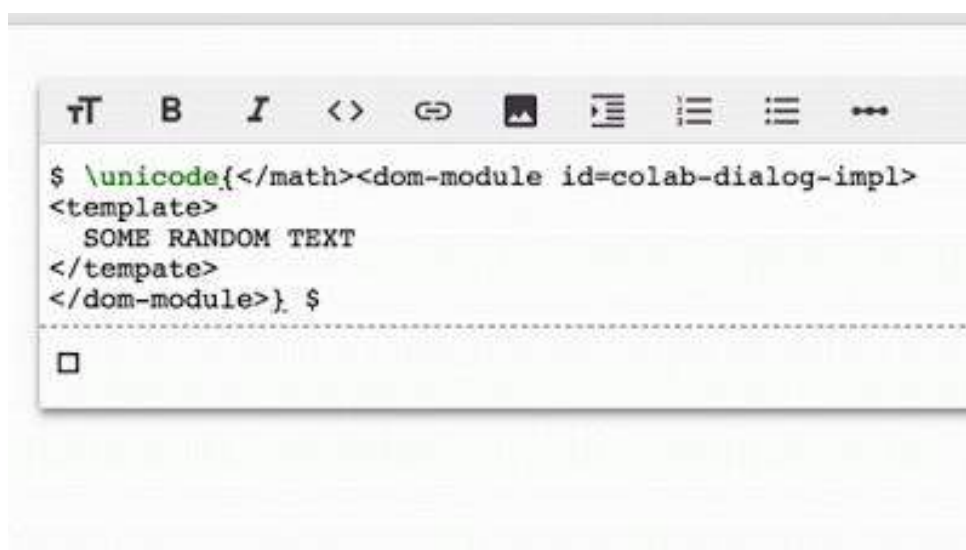 $ \unicode{</math><dom-module id=colab-dialog-impl>
<template>
  SOME RANDOM TEXT
</tempate>
</dom-module>} $